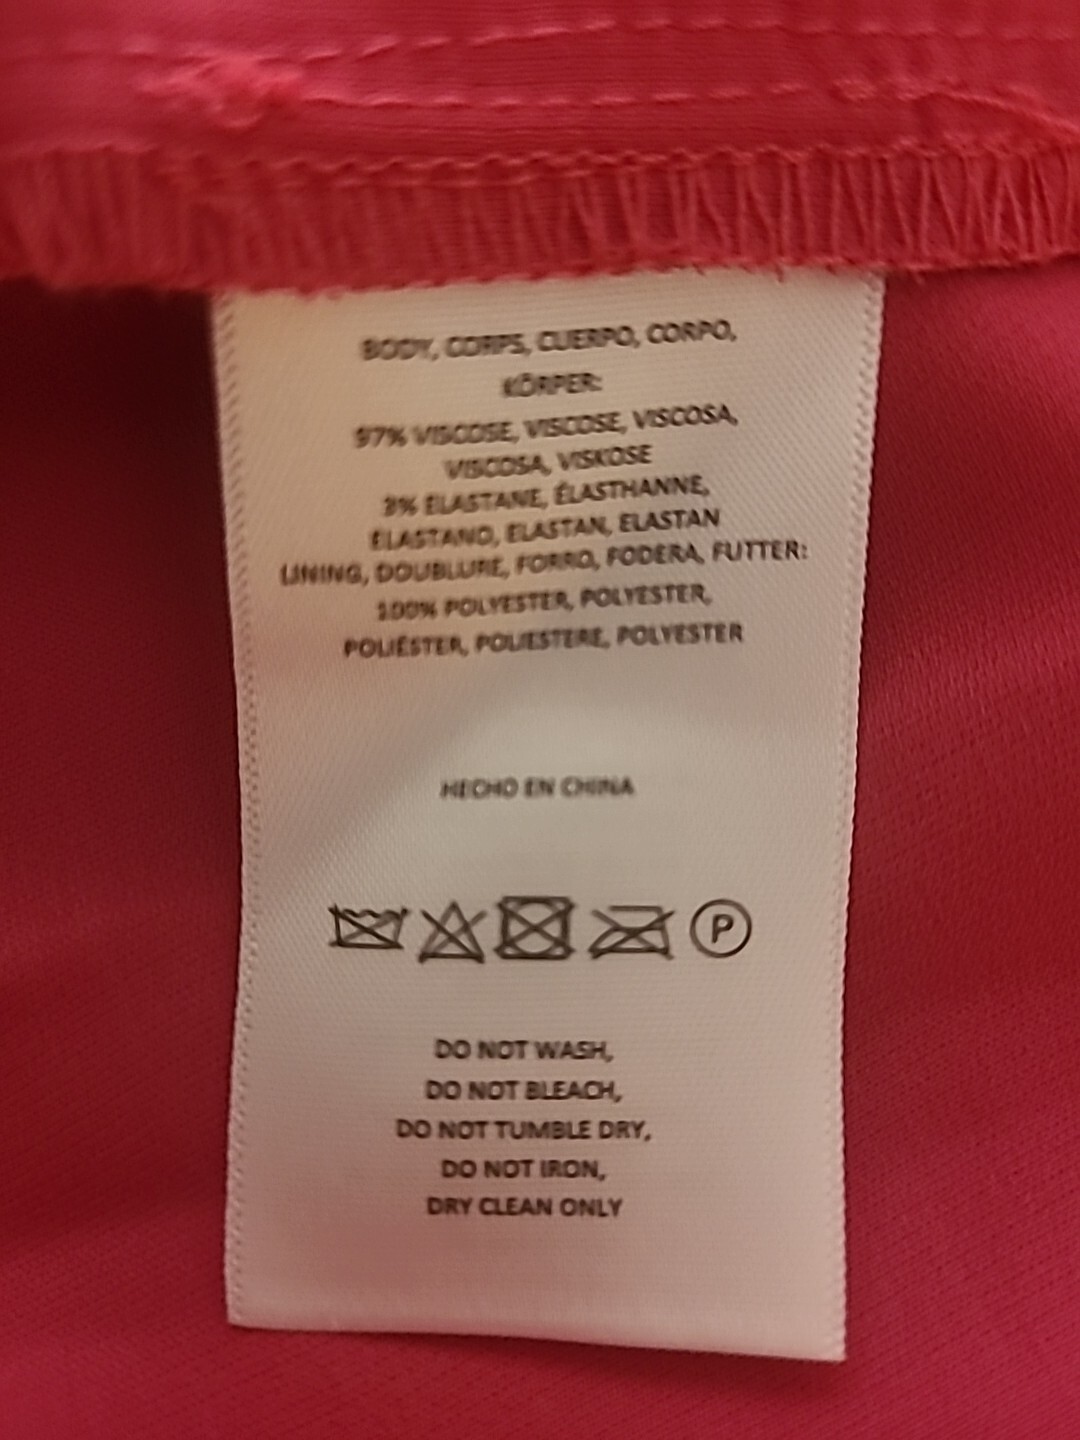 BODY, CORPS, CUERPO, CORPO,
KÖRPER:
97% VISCOSE, VISCOSE, VISCOSA,
VISCOSA, VISKOSE
3% ELASTANE, ÉLASTHANNE,
ELASTANO, ELASTAN, ELASTAN
LINING, DOUBLURE, FORRO, FODERA, FUTTER:
100% POLYESTER, POLYESTER,
POLIÉSTER, POLIESTERE, POLYESTER
HECHO EN CHINA
P
DO NOT WASH,
DO NOT BLEACH,
DO NOT TUMBLE DRY,
DO NOT IRON,
DRY CLEAN ONLY